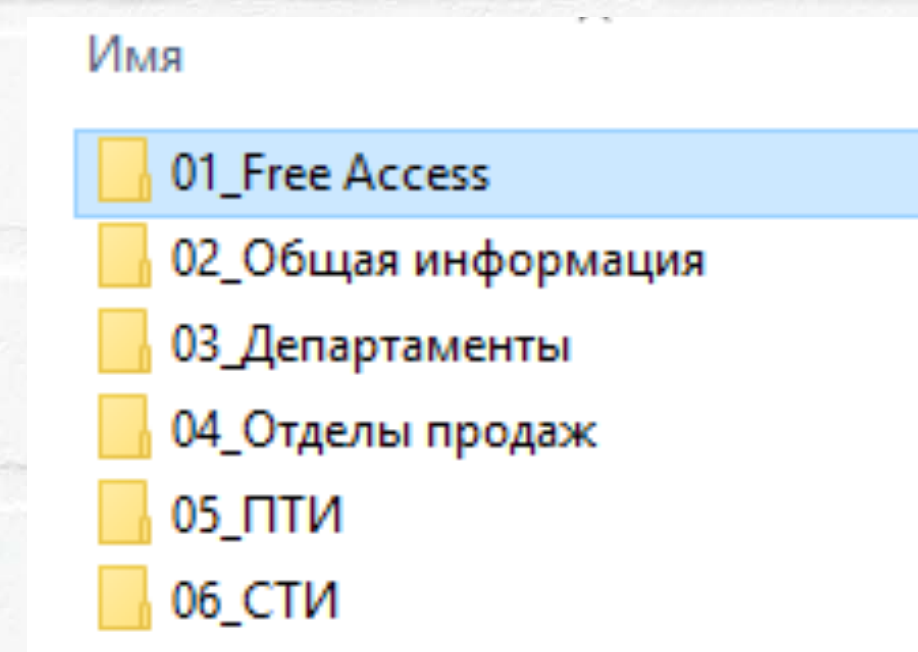 Имя
01_Free Access
02_Общая информация
03_Департаменты
04_Отделы продаж
05_ПТИ
06_СТИ